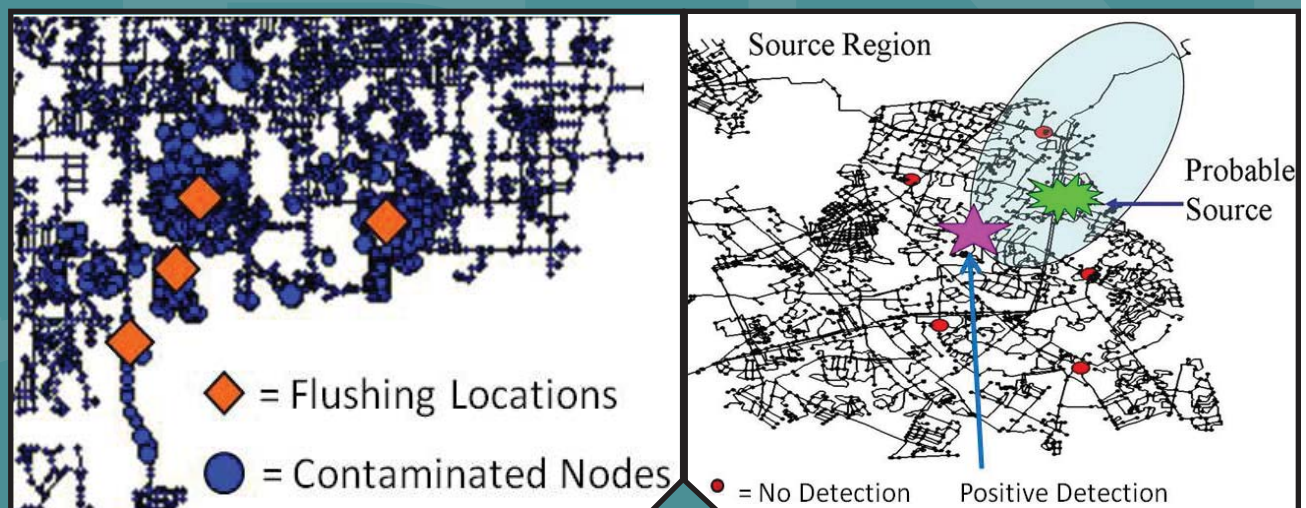 = Flushing Locations
= Contaminated Nodes
Source Region
Probable
Source
= No Detection
Positive Detection